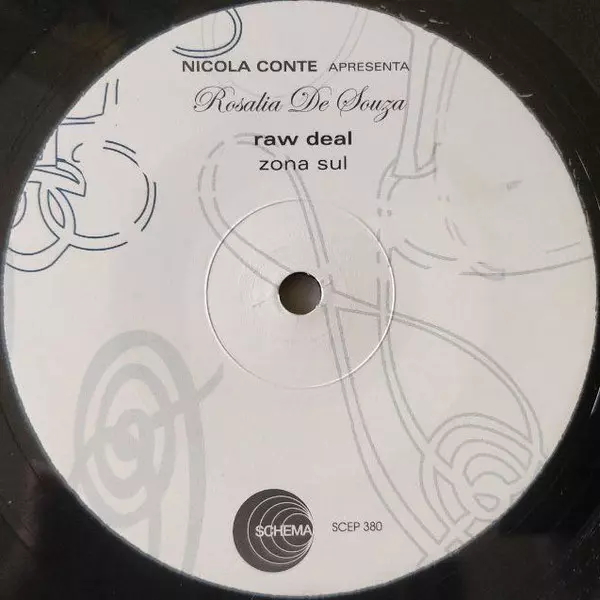 NICOLA CONTE APRESENTA
Rosalia De Souza
raw deal
zona sul
SCHEMA SCEP 380